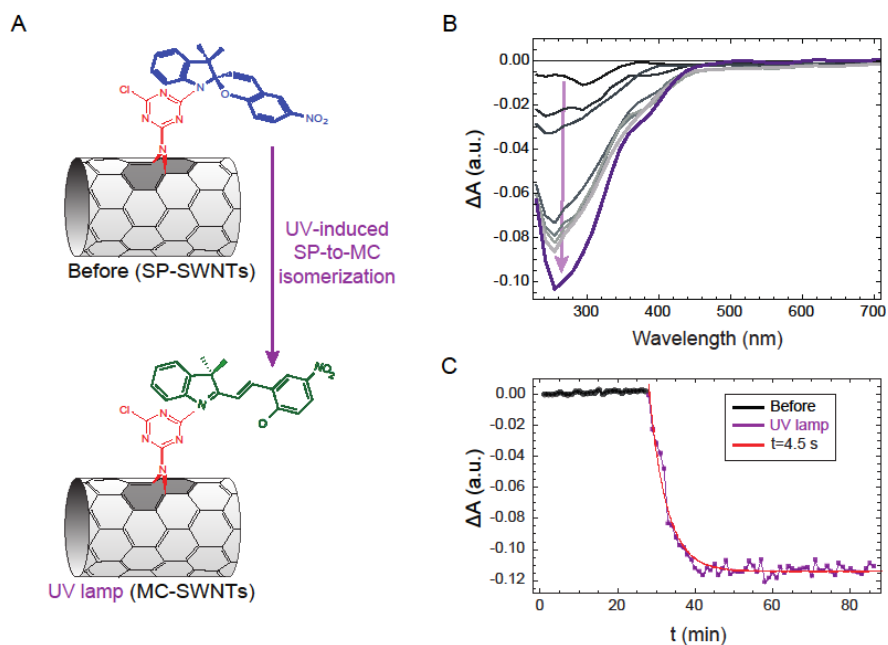 A
Cl
N
N
N
N
N
O
NO₂
Before (SP-SWNTs)
UV-induced
SP-to-MC
isomerization
NO₂
N
O
Cl
N
N
N
N
UV lamp (MC-SWNTs)
B
0.00
-0.02
-0.04
-0.06
-0.08
-0.10
ΔA (a.u.)
300
400
500
600
700
Wavelength (nm)
C
0.00
-0.02
-0.04
-0.06
-0.08
-0.10
-0.12
ΔA (a.u.)
Before
UV lamp
t=4.5 s
0
20
40
60
80
t (min)